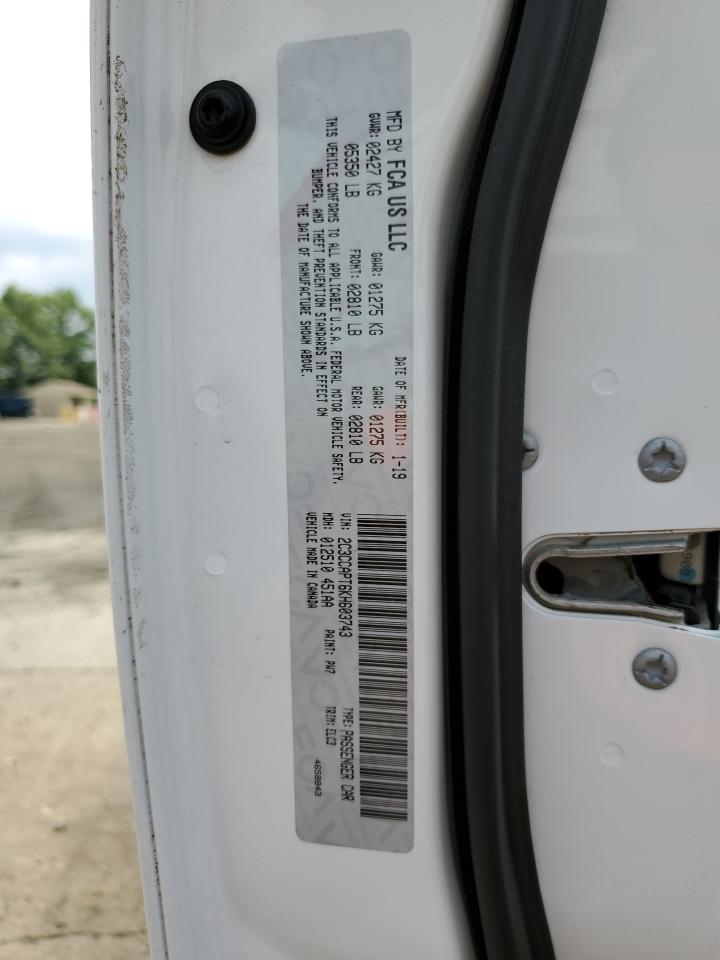 MFD BY FCA US LLC
DATE OF MFR(BUILT): 1-19
GVWR: 02427 KG
GAWR: 01275 KG
GAWR: 01275 KG
05350 LB
FRONT: 02810 LB
REAR: 02810 LB
THIS VEHICLE CONFORMS TO ALL APPLICABLE U.S.A. FEDERAL MOTOR VEHICLE SAFETY,
BUMPER, AND THEFT PREVENTION STANDARDS IN EFFECT ON
THE DATE OF MANUFACTURE SHOWN ABOVE.
VIN: 2C3CCAPT6KH603743
TYPE: PASSENGER CAR
MDH: 012510 451AA
PAINT: PW7
TRIM: ELC3
VEHICLE MADE IN CANADA
4658843